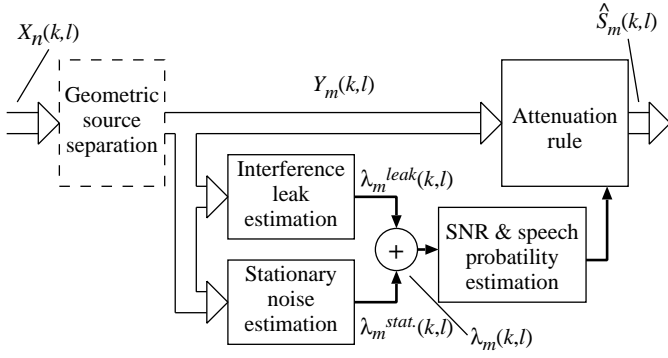 X_n(k,l)
Ŝ_m(k,l)
Geometric
source
separation
Y_m(k,l)
Attenuation
rule
Interference
leak
estimation
λ_m^leak(k,l)
+
SNR & speech
probatility
estimation
Stationary
noise
estimation
λ_m^stat.(k,l)
λ_m(k,l)